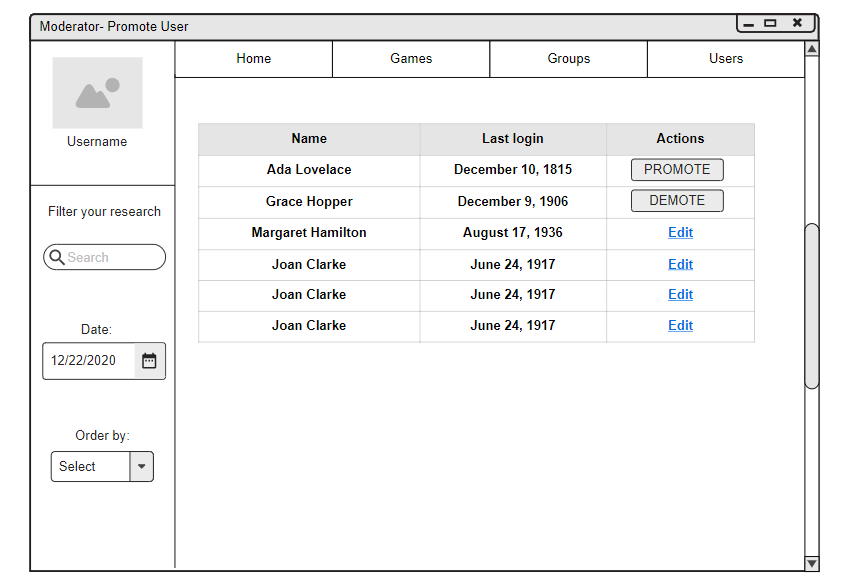 Moderator- Promote User
Home Games Groups Users
Username
Filter your research
Search
Date:
12/22/2020
Order by:
Select
Name Last login Actions
Ada Lovelace December 10, 1815 PROMOTE
Grace Hopper December 9, 1906 DEMOTE
Margaret Hamilton August 17, 1936 Edit
Joan Clarke June 24, 1917 Edit
Joan Clarke June 24, 1917 Edit
Joan Clarke June 24, 1917 Edit